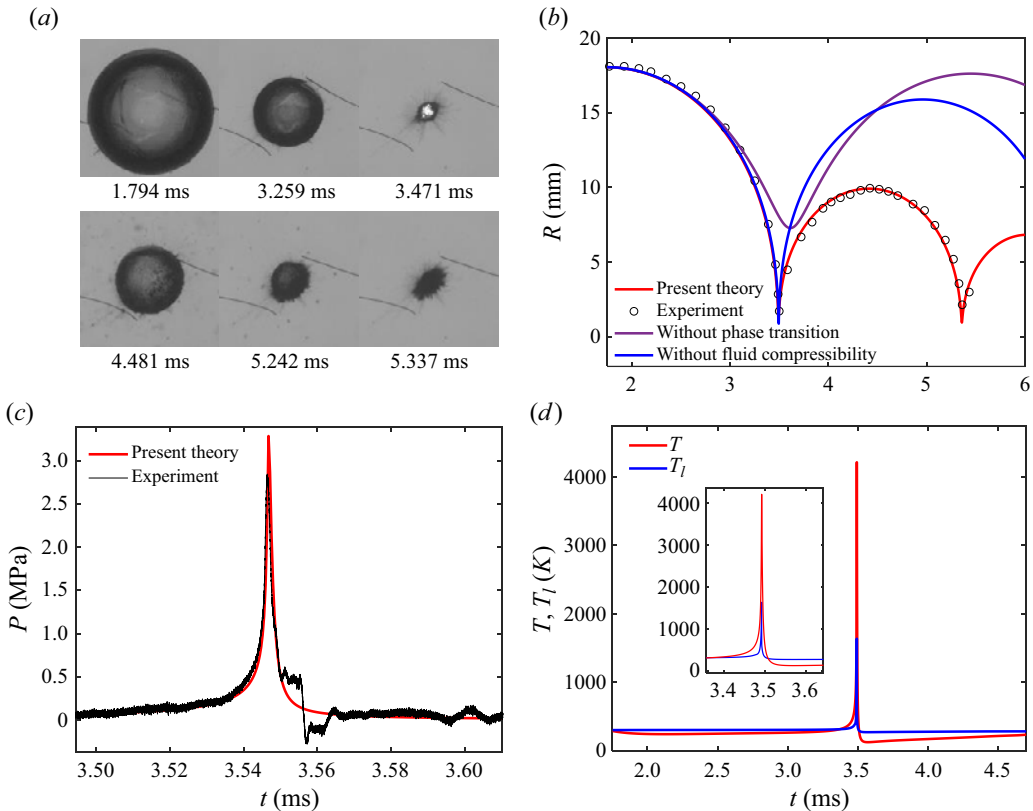 (a)
1.794 ms
3.259 ms
3.471 ms
4.481 ms
5.242 ms
5.337 ms
(b)
20
15
10
5
0
R (mm)
Present theory
Experiment
Without phase transition
Without fluid compressibility
2
3
4
5
6
(c)
3.0
2.5
2.0
1.5
1.0
0.5
0
P (MPa)
Present theory
Experiment
3.50
3.52
3.54
3.56
3.58
3.60
t (ms)
(d)
4000
3000
2000
1000
0
T, Tl (K)
T
Tl
4000
3000
2000
1000
0
3.4
3.5
3.6
2.0
2.5
3.0
3.5
4.0
4.5
t (ms)